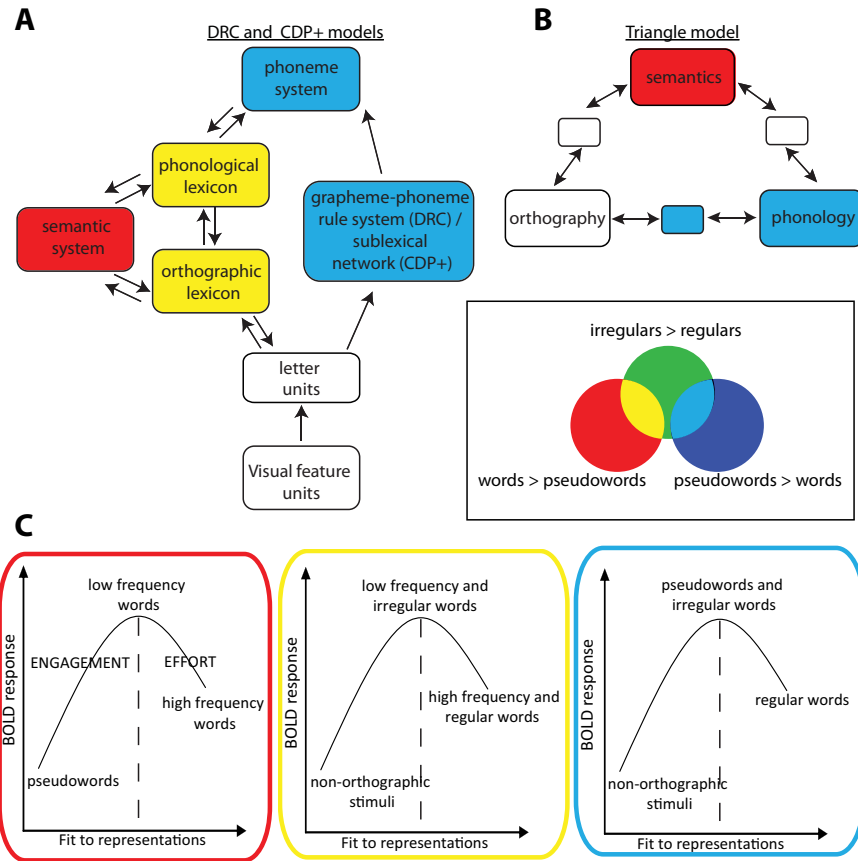 A
DRC and CDP+ models
phoneme
system
phonological
lexicon
semantic
system
orthographic
lexicon
grapheme-phoneme
rule system (DRC) /
sublexical
network (CDP+)
letter
units
Visual feature
units
B
Triangle model
semantics
orthography
phonology
irregulars > regulars
words > pseudowords
pseudowords > words
C
BOLD response
low frequency
words
ENGAGEMENT
EFFORT
high frequency
words
pseudowords
Fit to representations
BOLD response
low frequency and
irregular words
high frequency and
regular words
non-orthographic
stimuli
Fit to representations
BOLD response
pseudowords and
irregular words
regular words
non-orthographic
stimuli
Fit to representations